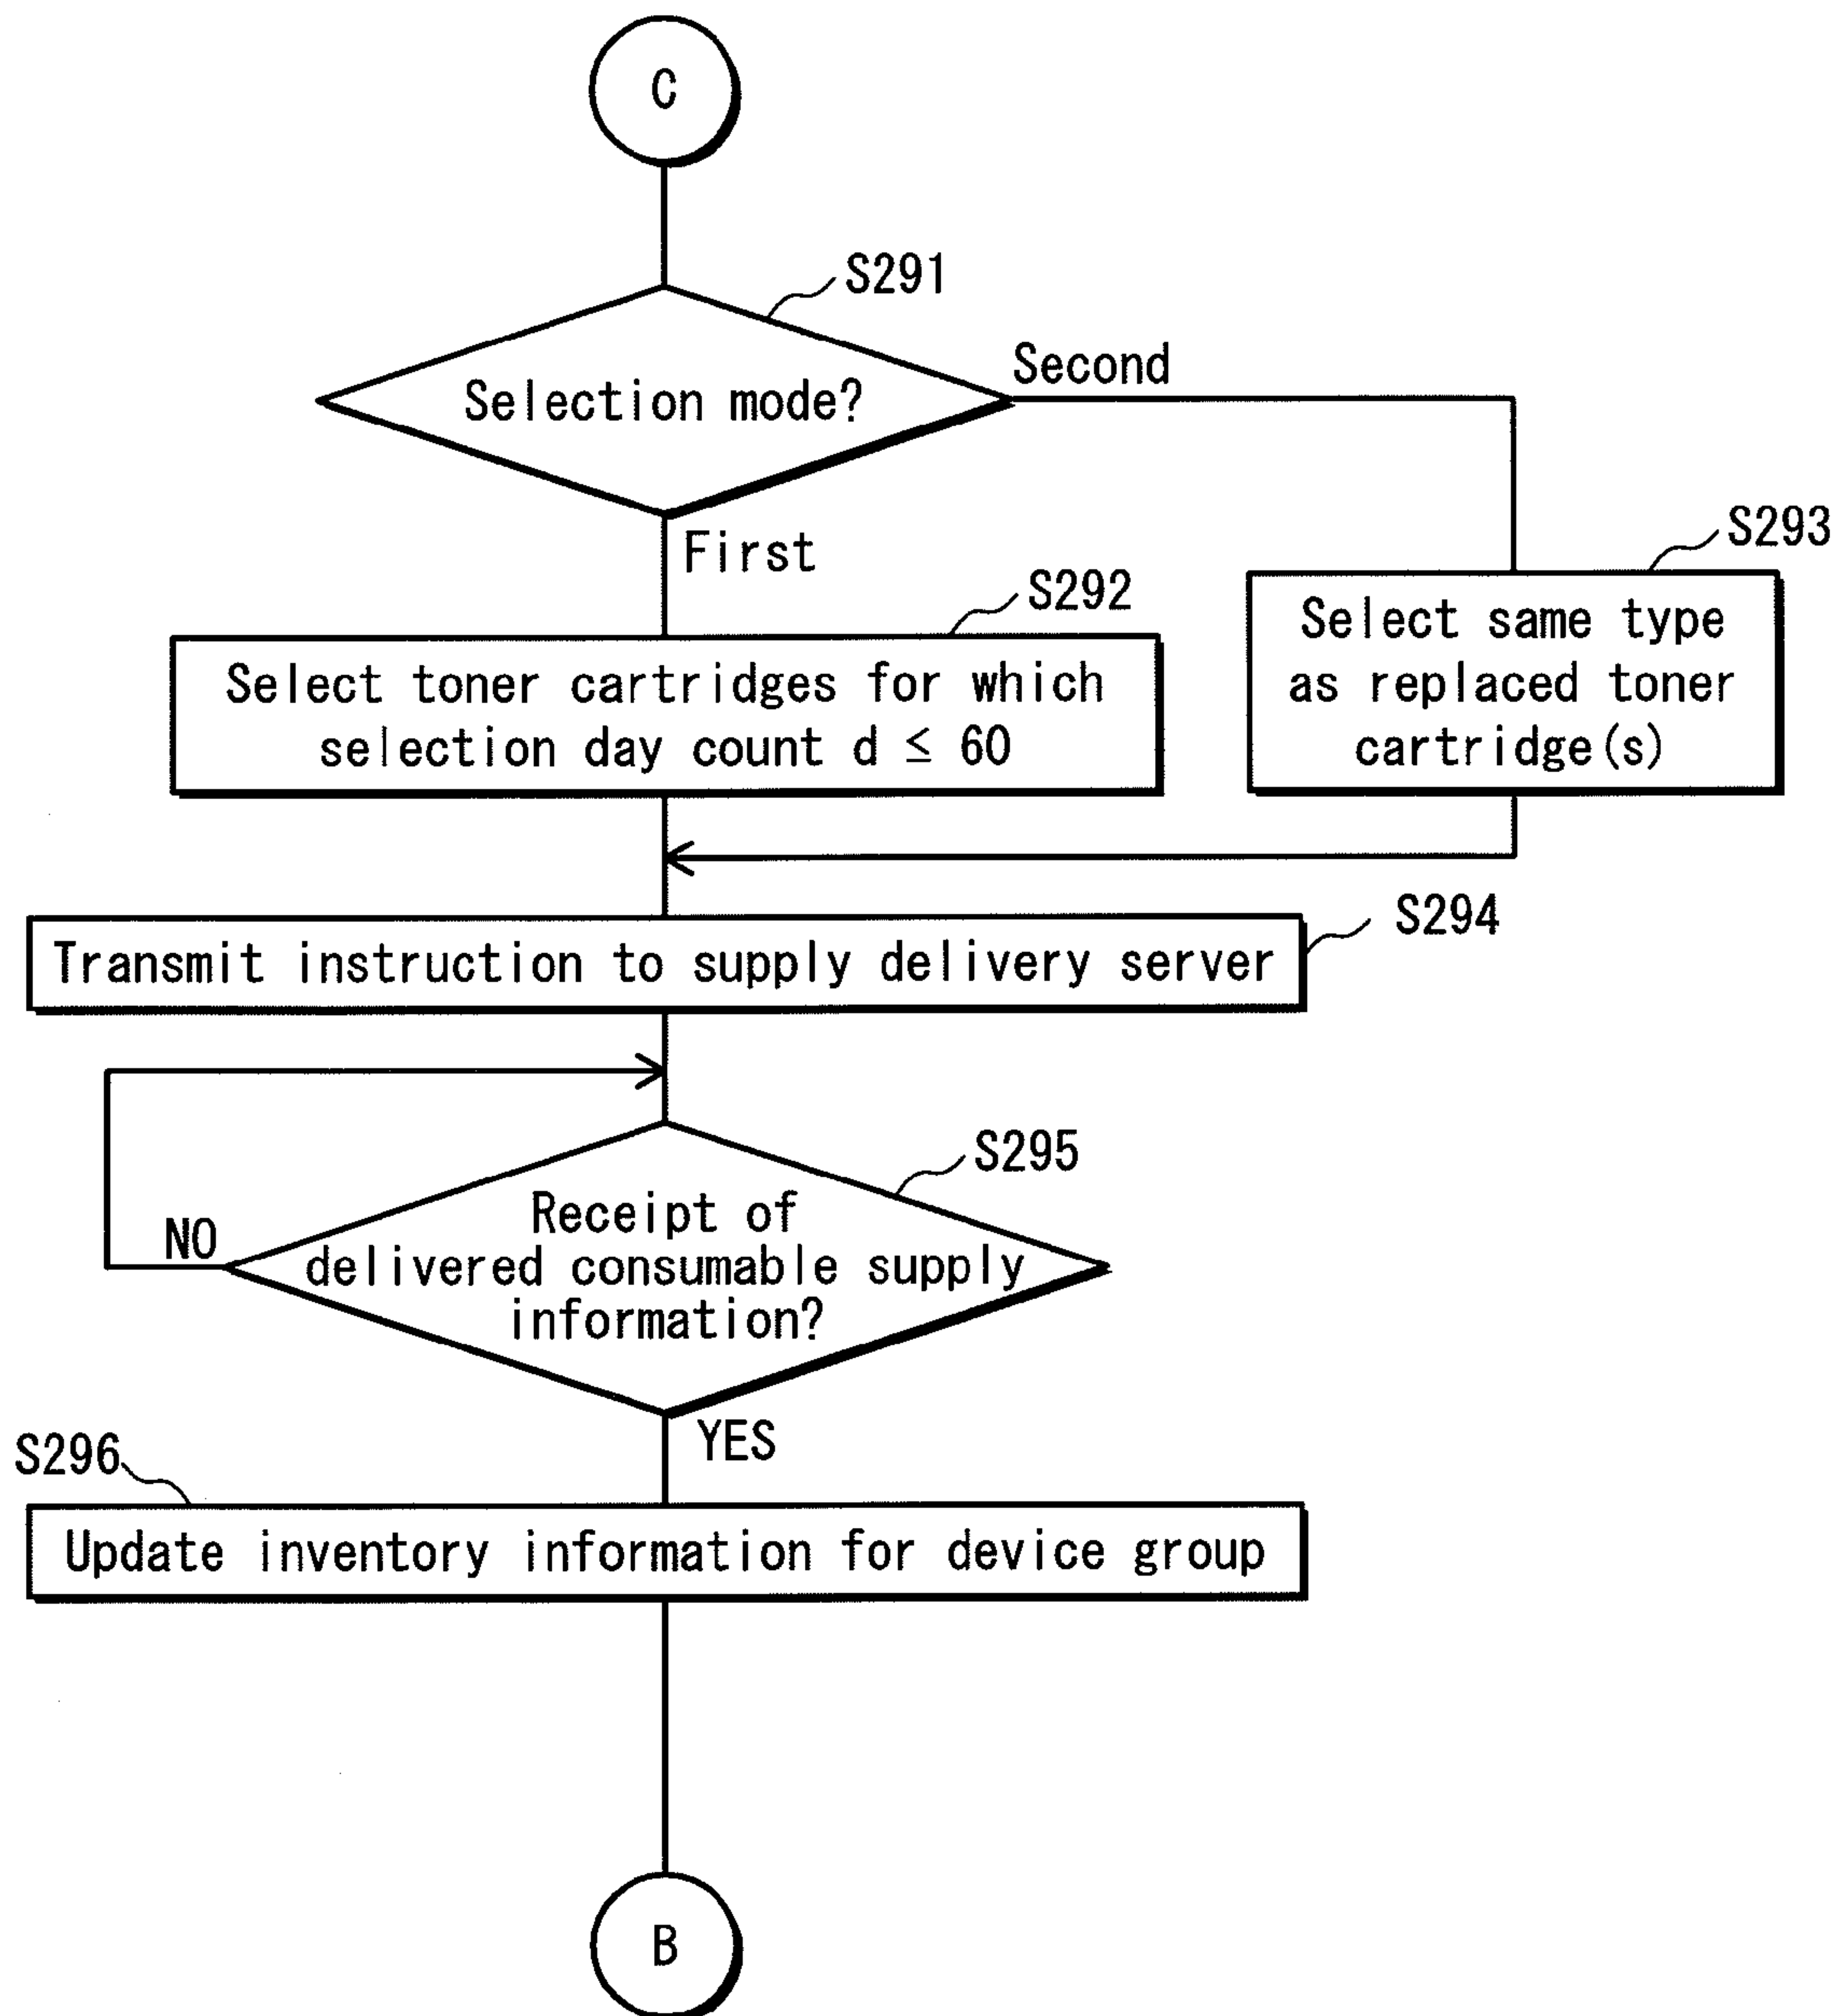 C
S291
Selection mode?
Second
First
S292
Select toner cartridges for which
selection day count d ≤ 60
S293
Select same type
as replaced toner
cartridge(s)
S294
Transmit instruction to supply delivery server
S295
Receipt of
delivered consumable supply
information?
NO
YES
S296
Update inventory information for device group
B